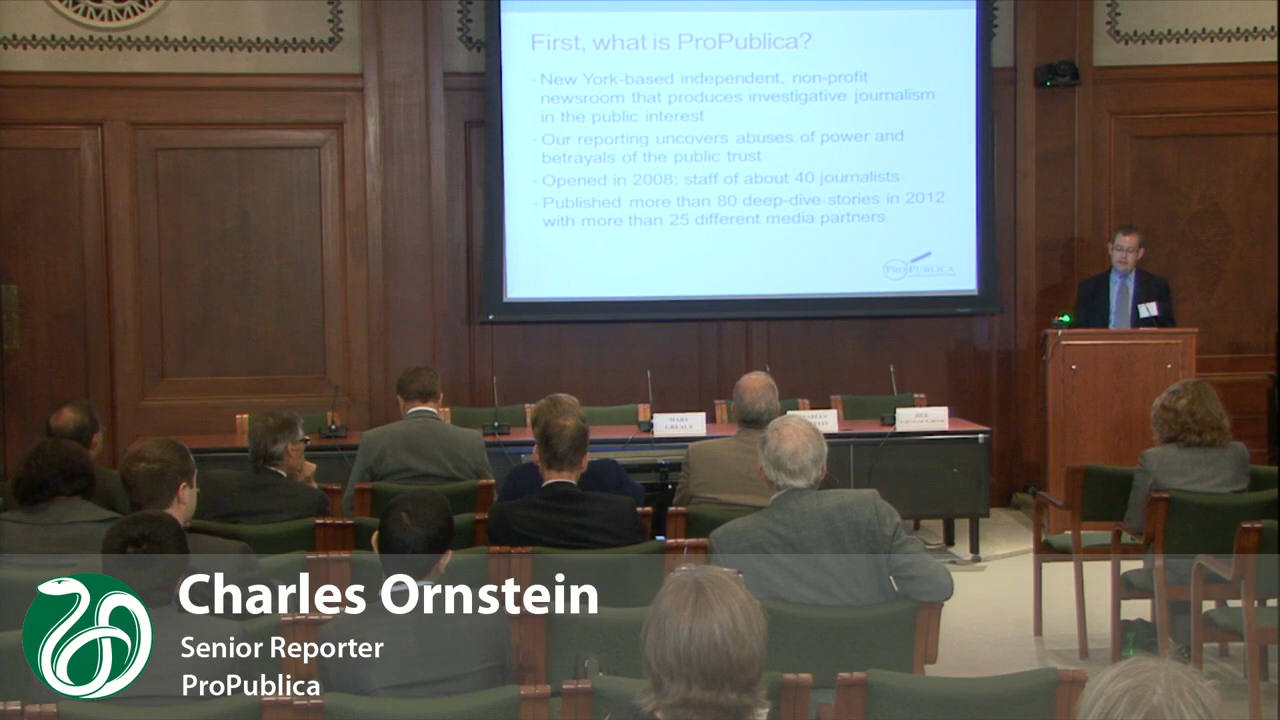 First, what is ProPublica?
· New York-based independent, non-profit
newsroom that produces investigative journalism
in the public interest
· Our reporting uncovers abuses of power and
betrayals of the public trust
· Opened in 2008; staff of about 40 journalists
· Published more than 80 deep-dive stories in 2012
with more than 25 different media partners
PROPUBLICA
MARY
CHARLES
JILL
Charles Ornstein
Senior Reporter
ProPublica